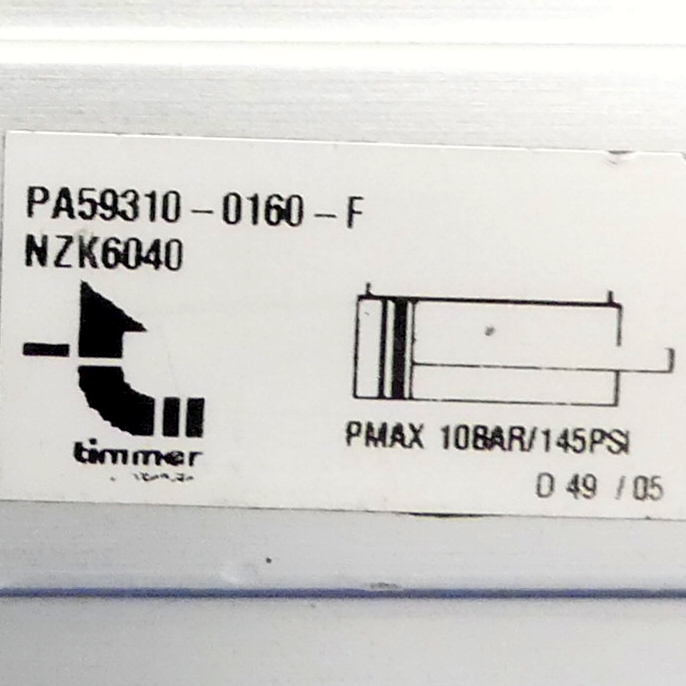 PA59310-0160-F
NZK6040
timmer
PMAX 10BAR/145PSI
D 49 /05